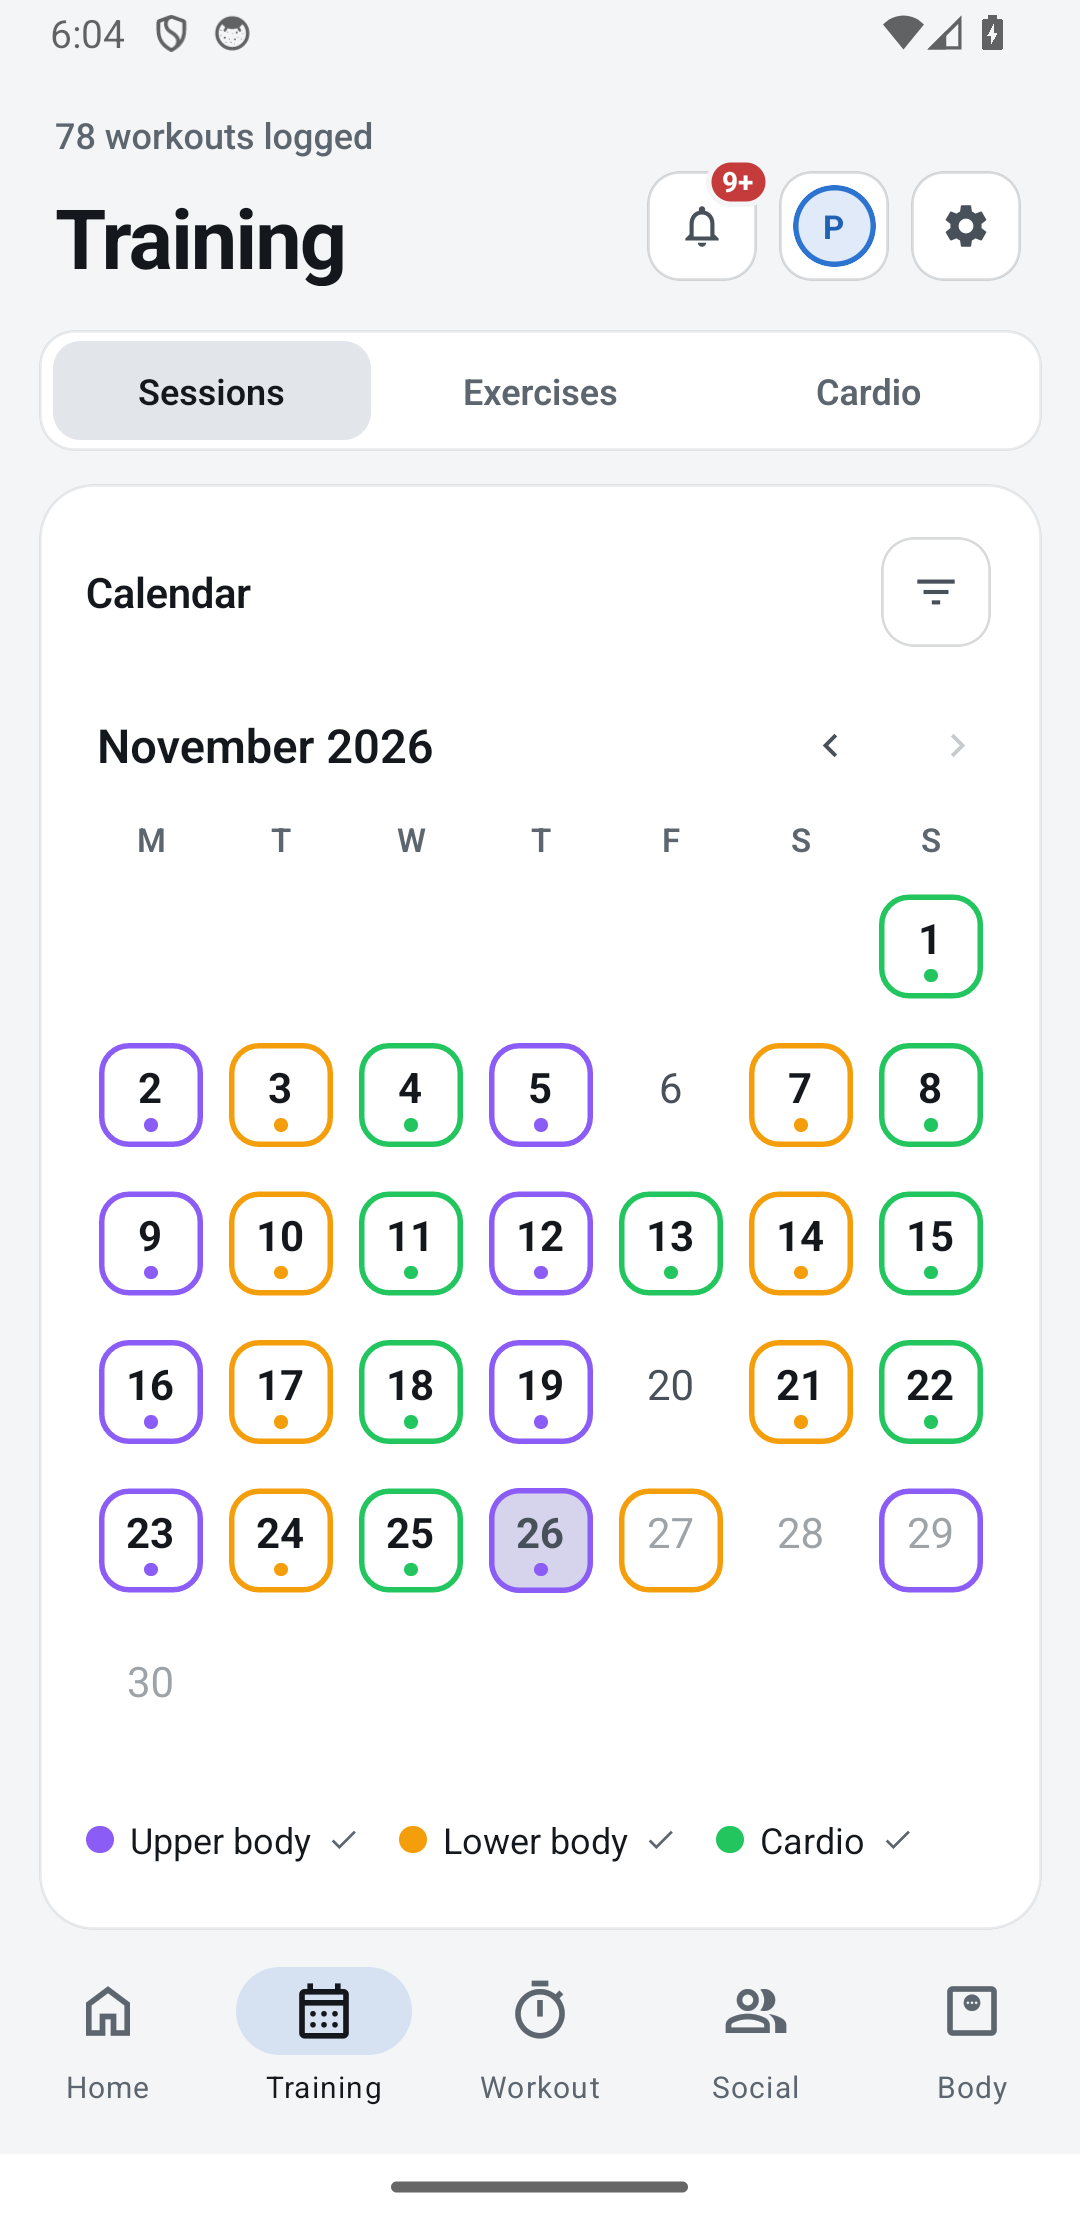 6:04
78 workouts logged
Training
9+
P
Sessions Exercises Cardio
Calendar
November 2026
M T W T F S S
1
2 3 4 5 6 7 8
9 10 11 12 13 14 15
16 17 18 19 20 21 22
23 24 25 26 27 28 29
30
Upper body Lower body Cardio
Home Training Workout Social Body